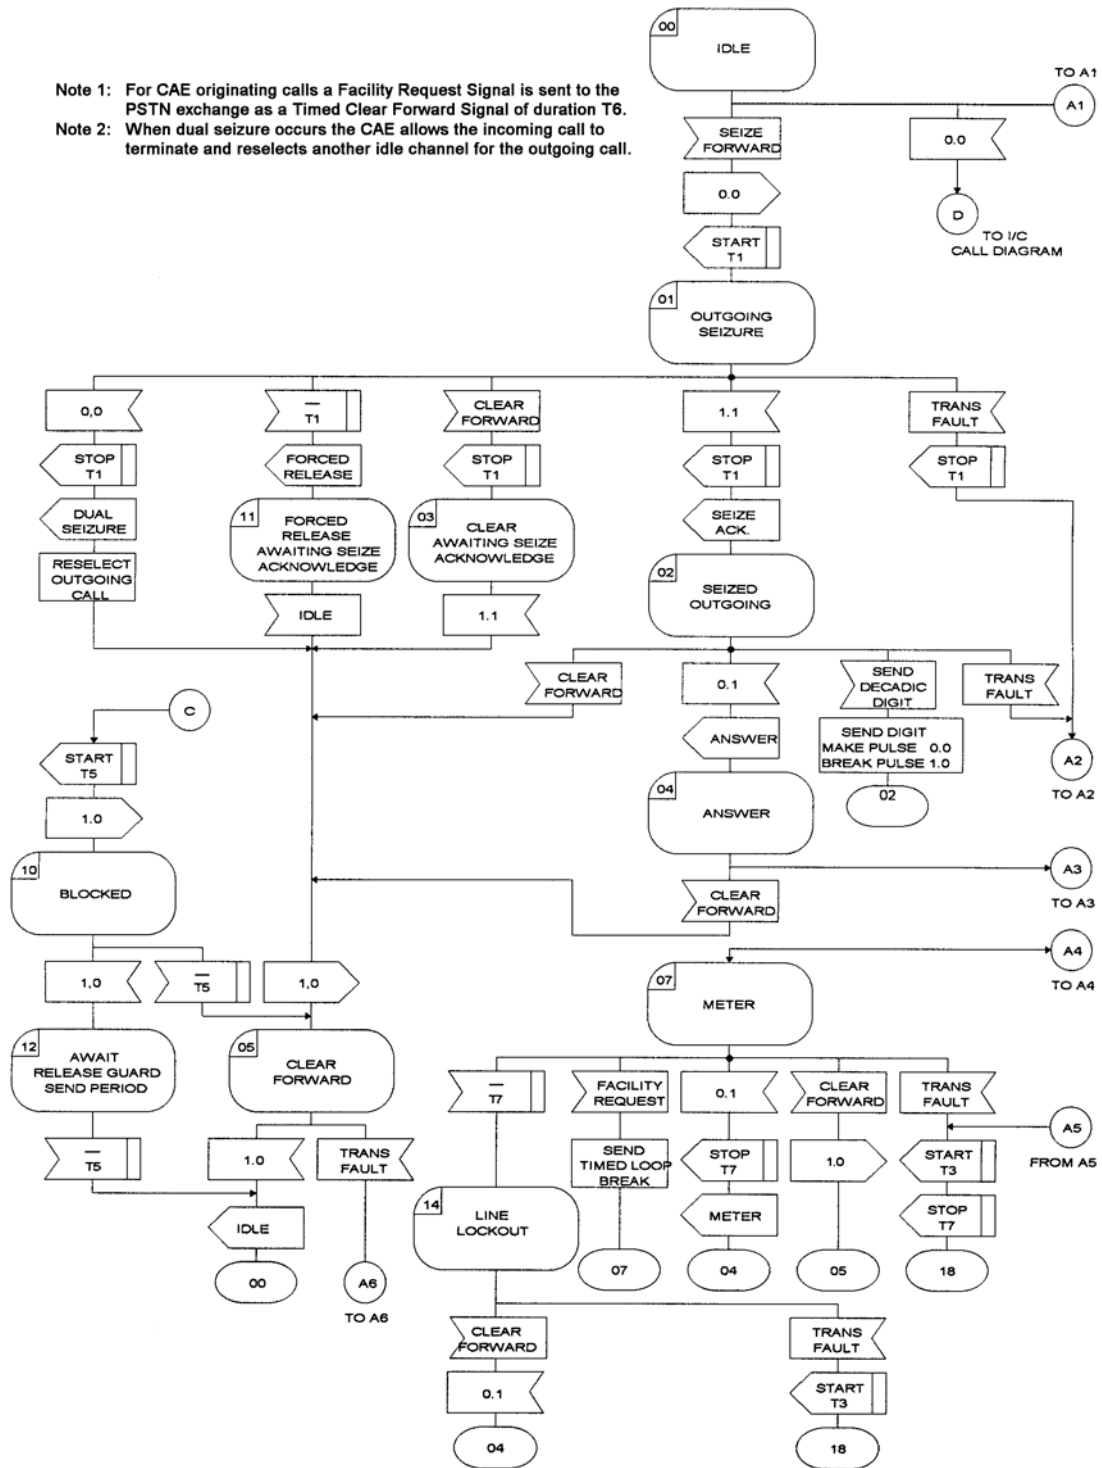 00
IDLE
Note 1: For CAE originating calls a Facility Request Signal is sent to the
PSTN exchange as a Timed Clear Forward Signal of duration T6.
Note 2: When dual seizure occurs the CAE allows the incoming call to
terminate and reselects another idle channel for the outgoing call.
TO A1
A1
SEIZE
FORWARD
0.0
0.0
D
TO I/C
CALL DIAGRAM
START
T1
01
OUTGOING
SEIZURE
0,0
T1
CLEAR
FORWARD
1.1
TRANS
FAULT
STOP
T1
FORCED
RELEASE
STOP
T1
STOP
T1
STOP
T1
DUAL
SEIZURE
11
FORCED
RELEASE
AWAITING SEIZE
ACKNOWLEDGE
03
CLEAR
AWAITING SEIZE
ACKNOWLEDGE
SEIZE
ACK.
RESELECT
OUTGOING
CALL
02
SEIZED
OUTGOING
IDLE
1.1
CLEAR
FORWARD
0.1
SEND
DECADIC
DIGIT
TRANS
FAULT
C
START
T5
ANSWER
SEND DIGIT
MAKE PULSE 0.0
BREAK PULSE 1.0
A2
TO A2
02
1.0
04
ANSWER
10
BLOCKED
A3
TO A3
CLEAR
FORWARD
A4
TO A4
1,0
T5
1,0
07
METER
12
AWAIT
RELEASE GUARD
SEND PERIOD
05
CLEAR
FORWARD
T7
FACILITY
REQUEST
0.1
CLEAR
FORWARD
TRANS
FAULT
A5
FROM A5
T5
1.0
TRANS
FAULT
SEND
TIMED LOOP
BREAK
STOP
T7
1.0
START
T3
14
LINE
LOCKOUT
IDLE
METER
STOP
T7
00
A6
TO A6
07
04
05
18
CLEAR
FORWARD
TRANS
FAULT
0.1
START
T3
04
18